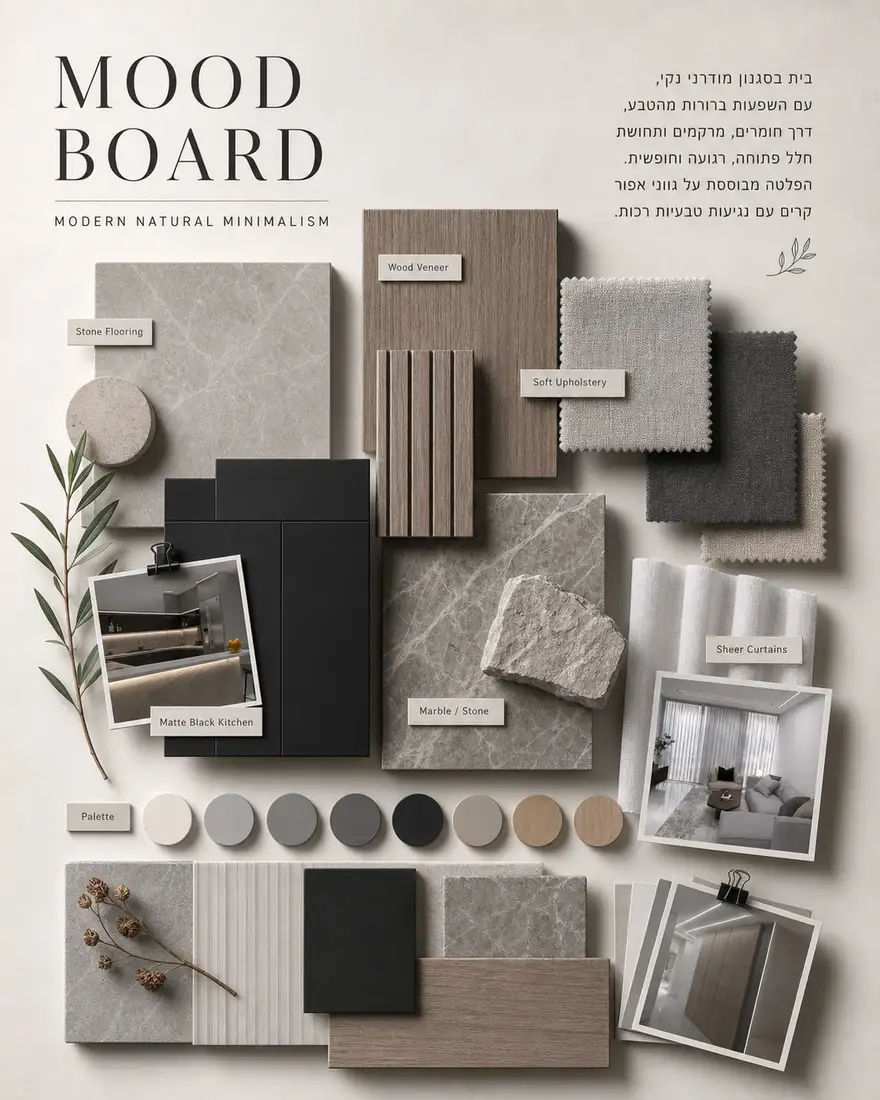 MOOD
BOARD
MODERN NATURAL MINIMALISM
בית בסגנון מודרני נקי,
עם השפעות ברורות מהטבע,
דרך חומרים, מרקמים ותחושת
חלל פתוחה, רגועה וחופשית.
הפלטה מבוססת על גווני אפור
קרים עם נגיעות טבעיות רכות.
Wood Veneer
Stone Flooring
Soft Upholstery
Sheer Curtains
Marble / Stone
Matte Black Kitchen
Palette